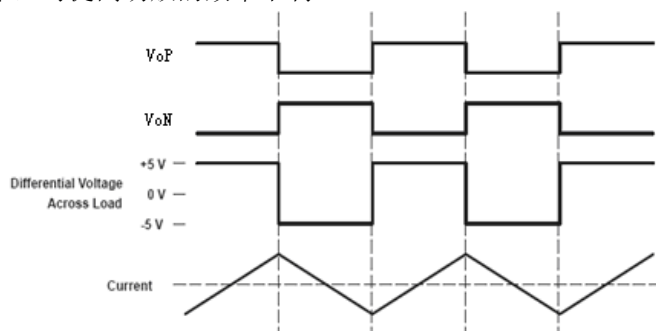 VoP
VoN
+5 V
Differential Voltage
Across Load
0 V
-5 V
Current